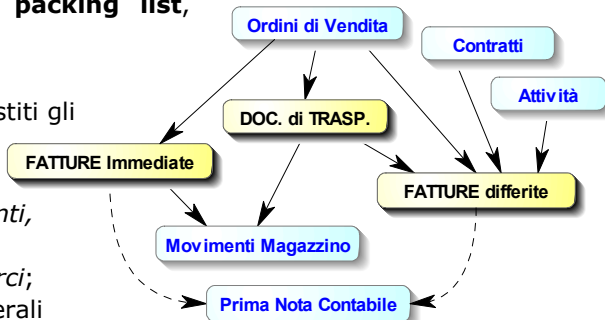 packing list,
Ordini di Vendita
Contratti
Attività
stiti gli
DOC. di TRASP.
FATTURE Immediate
FATTURE differite
nti,
Movimenti Magazzino
rci;
erali
Prima Nota Contabile